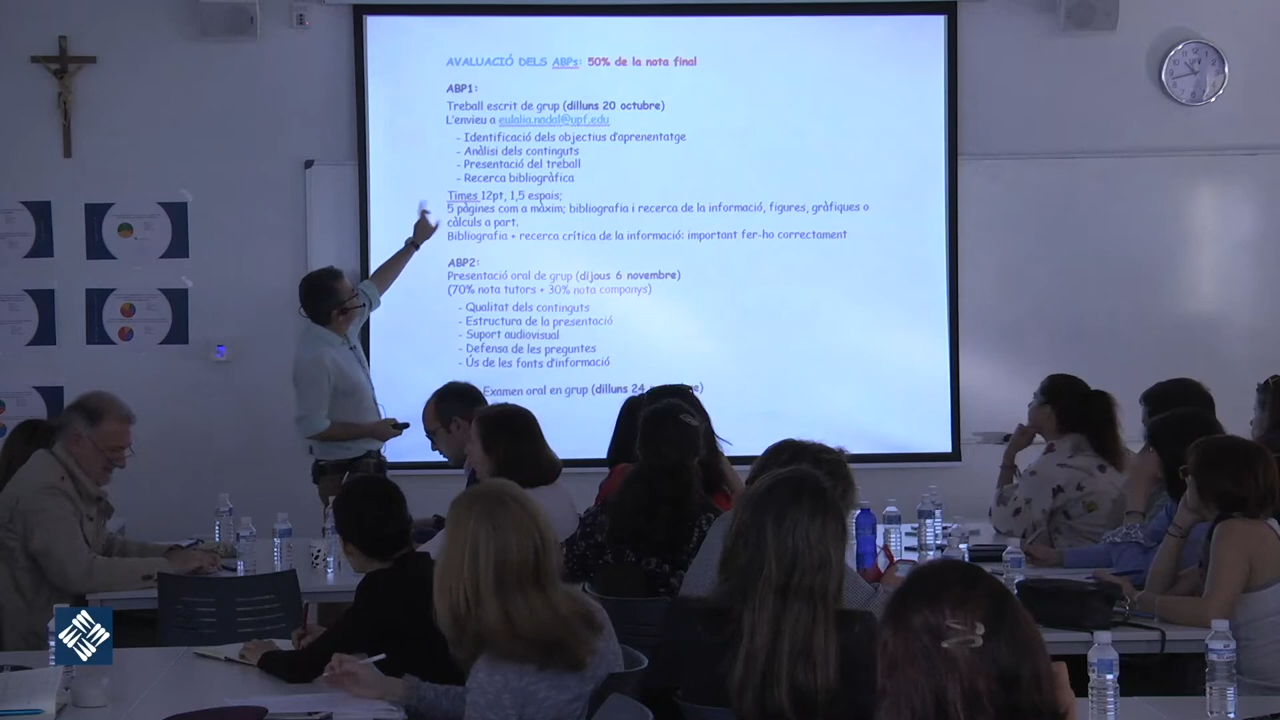 AVALUACIÓ DELS ABPs: 50% de la nota final
ABP1:
Treball escrit de grup (dilluns 20 octubre)
L'envieu a eulalia.nadal@upf.edu
- Identificació dels objectius d'aprenentatge
- Anàlisi dels continguts
- Presentació del treball
- Recerca bibliogràfica
Times 12pt, 1,5 espais;
5 pàgines com a màxim; bibliografia i recerca de la informació, figures, gràfiques o
càlculs a part.
Bibliografia + recerca crítica de la informació: important fer-ho correctament
ABP2:
Presentació oral de grup (dijous 6 novembre)
(70% nota tutors + 30% nota companys)
- Qualitat dels continguts
- Estructura de la presentació
- Suport audiovisual
- Defensa de les preguntes
- Ús de les fonts d'informació
Examen oral en grup (dilluns 24